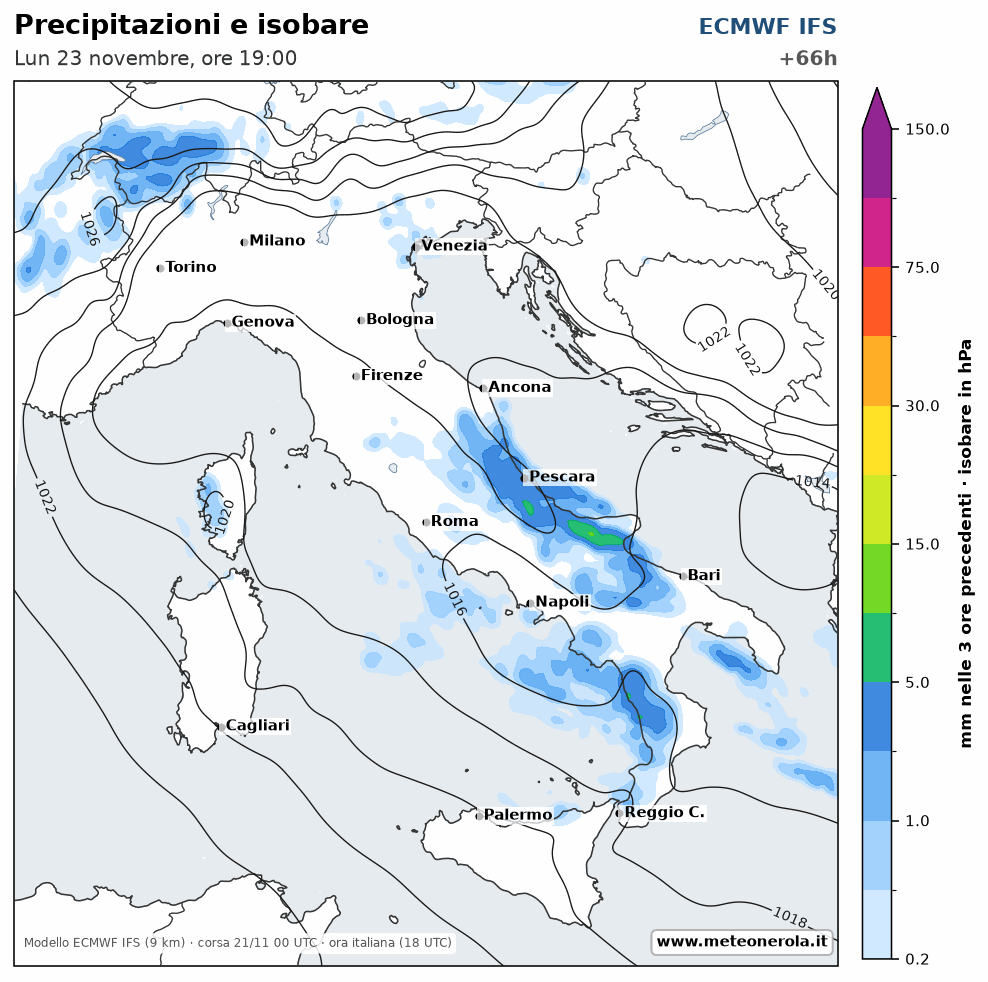 Precipitazioni e isobare
ECMWF IFS
Lun 23 novembre, ore 19:00
+66h
150.0
75.0
30.0
15.0
5.0
1.0
0.2
mm nelle 3 ore precedenti · isobare in hPa
1026
Milano
Venezia
Torino
1020
Genova
Bologna
1022
1022
Firenze
Ancona
Pescara
1014
1022
1020
Roma
Bari
1016
Napoli
Cagliari
Palermo
Reggio C.
1018
Modello ECMWF IFS (9 km) · corsa 21/11 00 UTC · ora italiana (18 UTC)
www.meteonerola.it